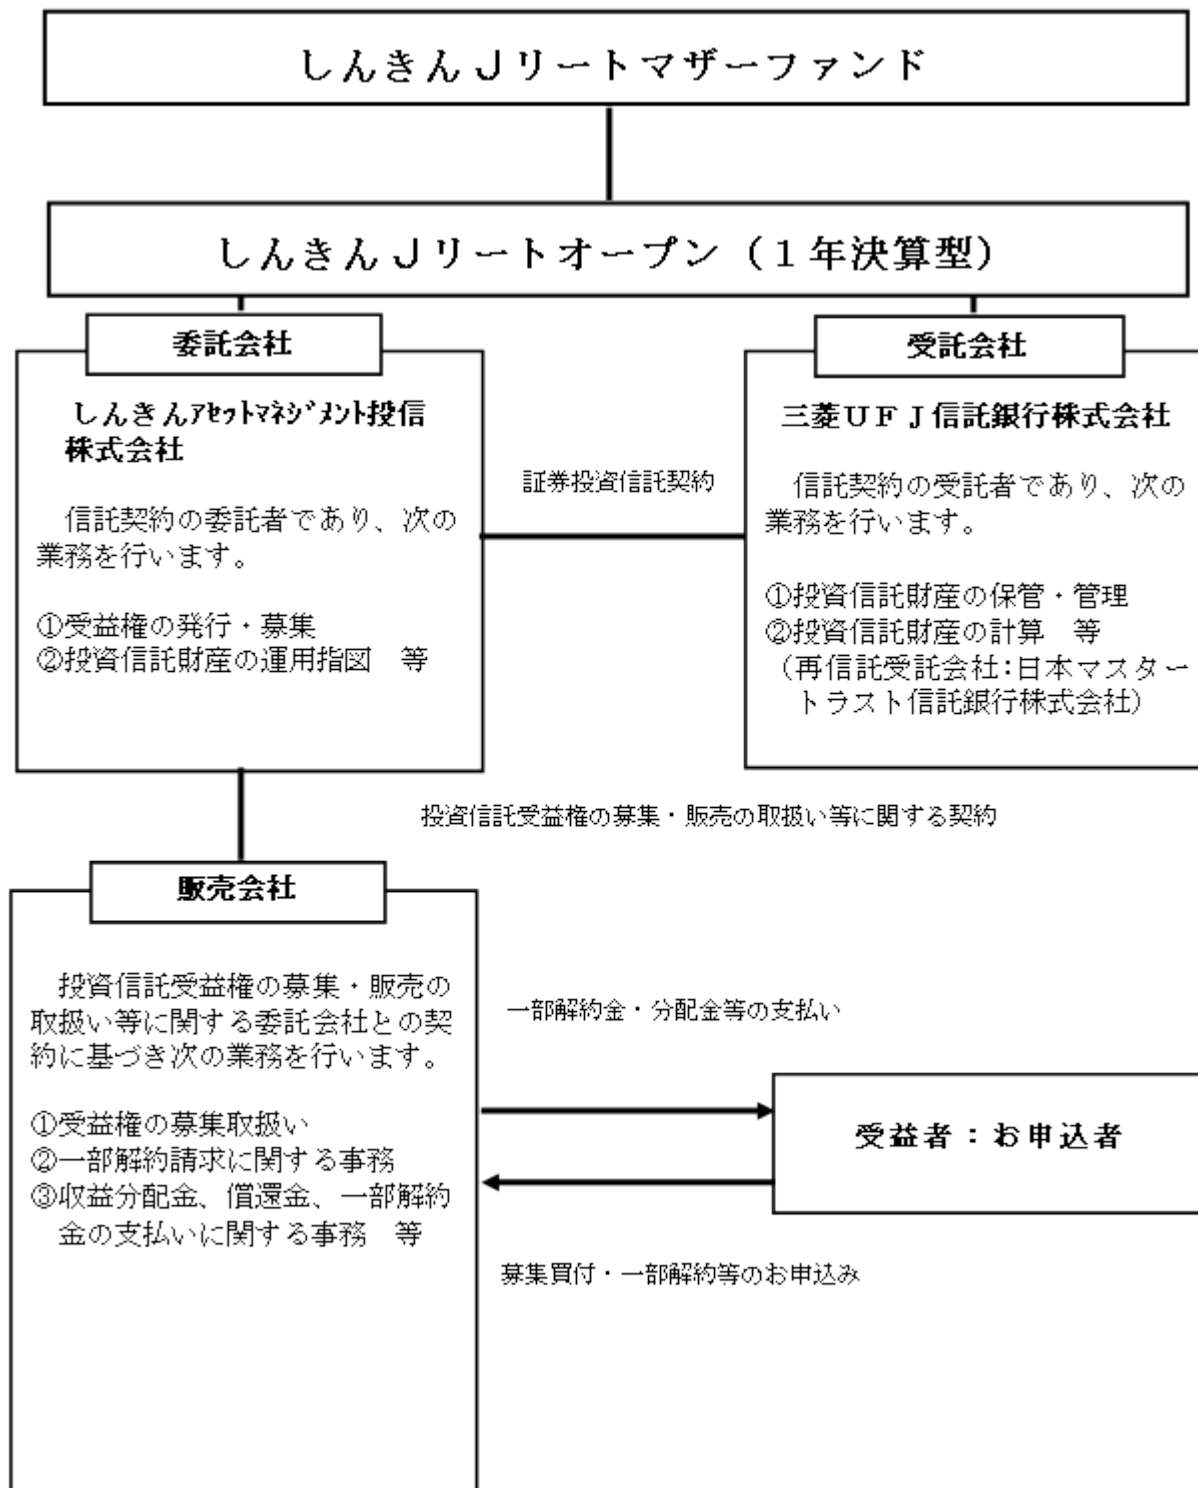 しんきんＪリートマザーファンド
しんきんＪリートオープン（１年決算型）
委託会社
しんきんｱｾｯﾄﾏﾈｼﾞﾒﾝﾄ投信
株式会社
信託契約の委託者であり、次の
業務を行います。
①受益権の発行・募集
②投資信託財産の運用指図　等
証券投資信託契約
受託会社
三菱ＵＦＪ信託銀行株式会社
信託契約の受託者であり、次の
業務を行います。
①投資信託財産の保管・管理
②投資信託財産の計算　等
（再信託受託会社：日本マスター
トラスト信託銀行株式会社）
投資信託受益権の募集・販売の取扱い等に関する契約
販売会社
投資信託受益権の募集・販売の
取扱い等に関する委託会社との契
約に基づき次の業務を行います。
①受益権の募集取扱い
②一部解約請求に関する事務
③収益分配金、償還金、一部解約
金の支払いに関する事務　等
一部解約金・分配金等の支払い
受益者：お申込者
募集買付・一部解約等のお申込み